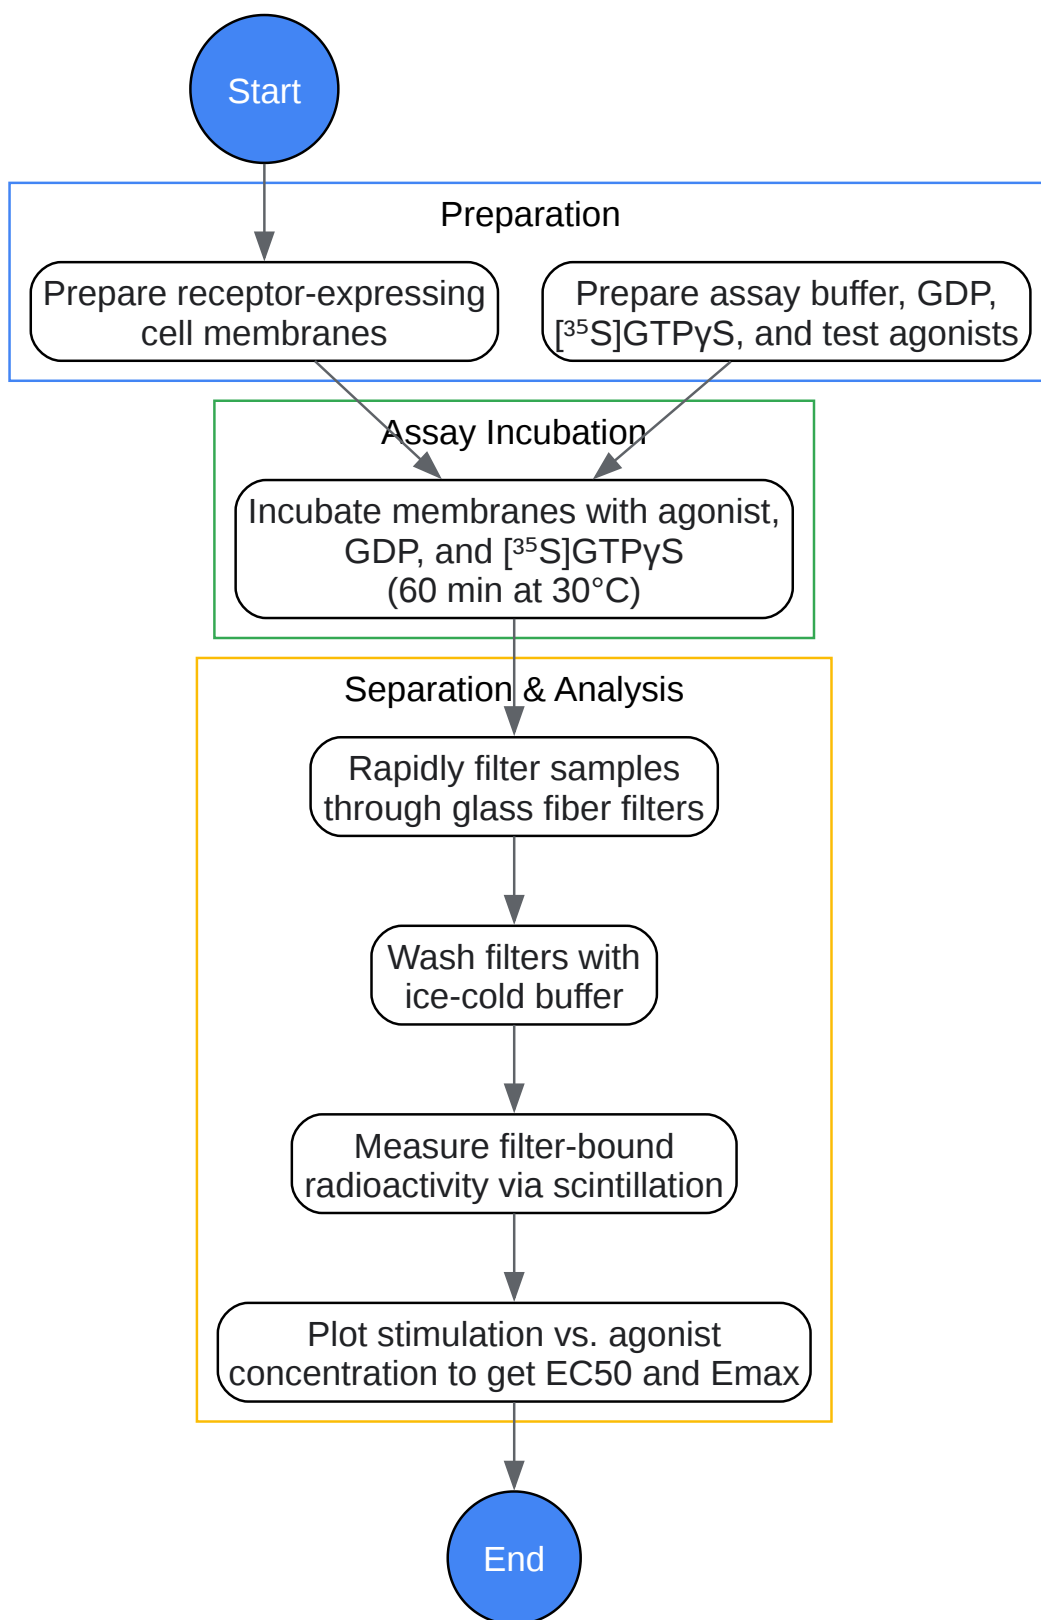 Start
Preparation
Prepare receptor-expressing
cell membranes
Prepare assay buffer, GDP,
[³⁵S]GTPγS, and test agonists
Assay Incubation
Incubate membranes with agonist,
GDP, and [³⁵S]GTPγS
(60 min at 30°C)
Separation & Analysis
Rapidly filter samples
through glass fiber filters
Wash filters with
ice-cold buffer
Measure filter-bound
radioactivity via scintillation
Plot stimulation vs. agonist
concentration to get EC50 and Emax
End